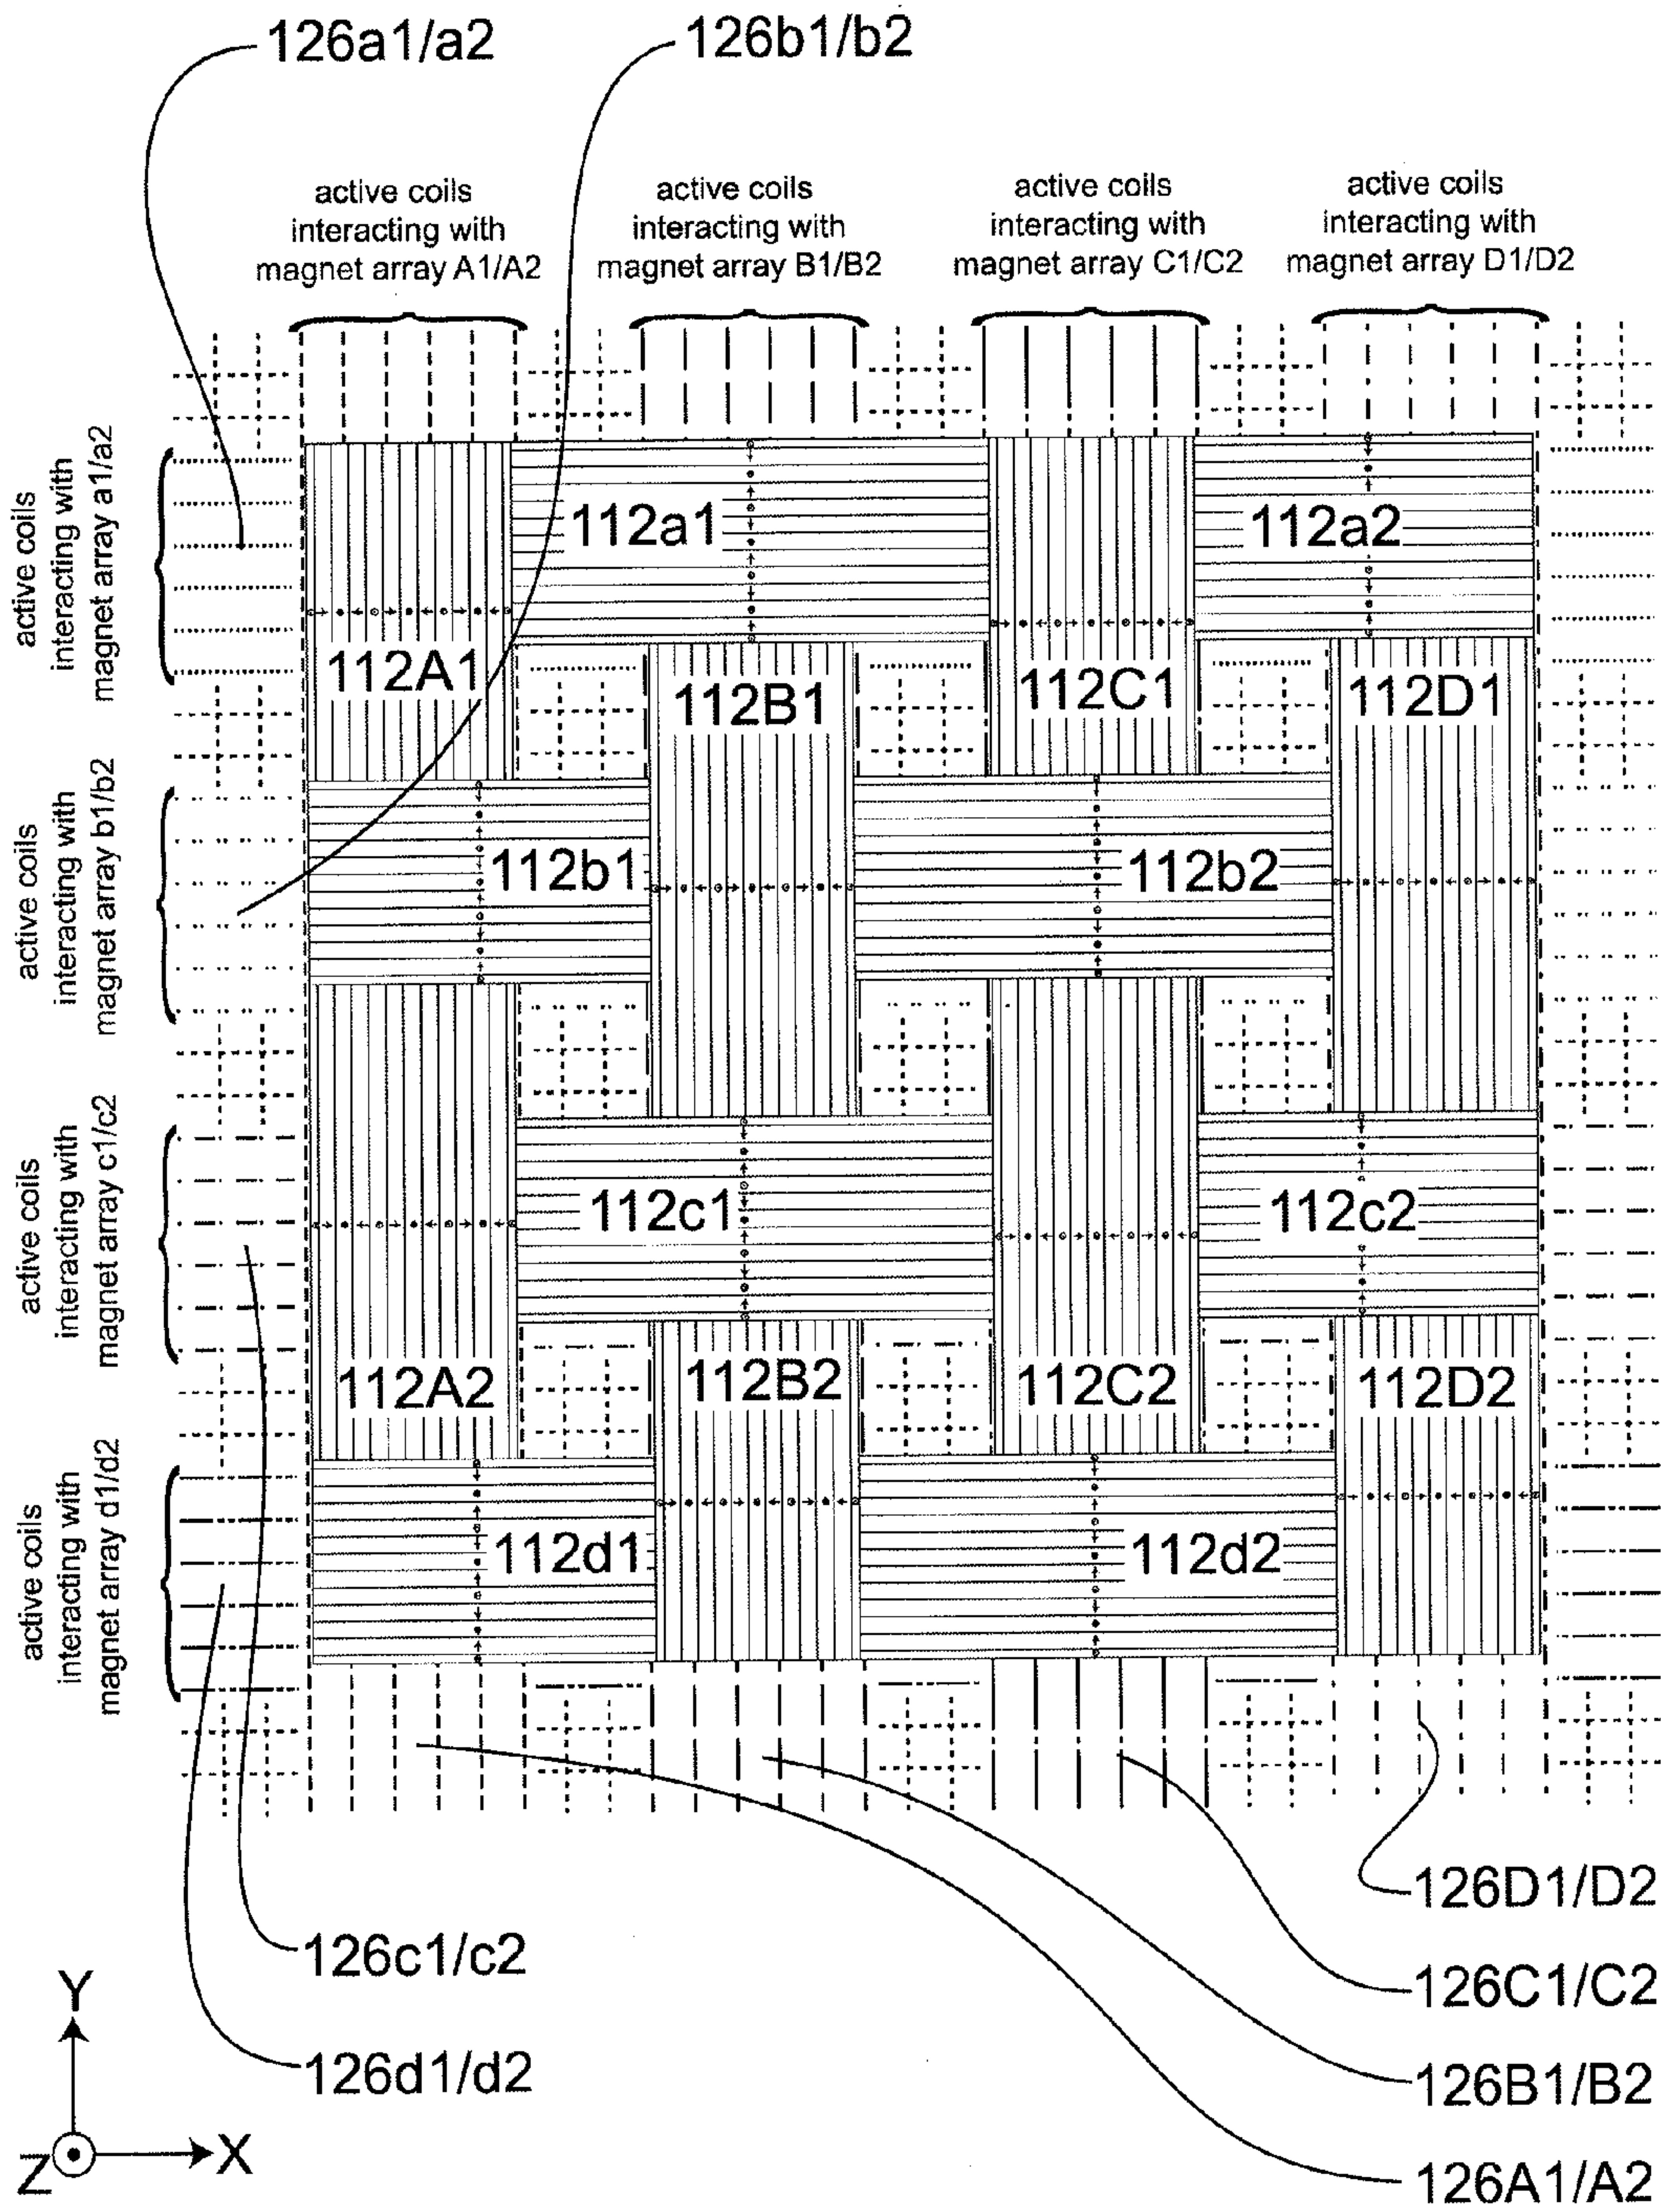 126a1/a2
126b1/b2
active coils
interacting with
magnet array A1/A2
active coils
interacting with
magnet array B1/B2
active coils
interacting with
magnet array C1/C2
active coils
interacting with
magnet array D1/D2
active coils
interacting with
magnet array a1/a2
112a1
112a2
112A1
112B1
112C1
112D1
active coils
interacting with
magnet array b1/b2
112b1
112b2
active coils
interacting with
magnet array c1/c2
112c1
112c2
112A2
112B2
112C2
112D2
active coils
interacting with
magnet array d1/d2
112d1
112d2
126D1/D2
126c1/c2
126C1/C2
126d1/d2
126B1/B2
126A1/A2
Y
Z
X